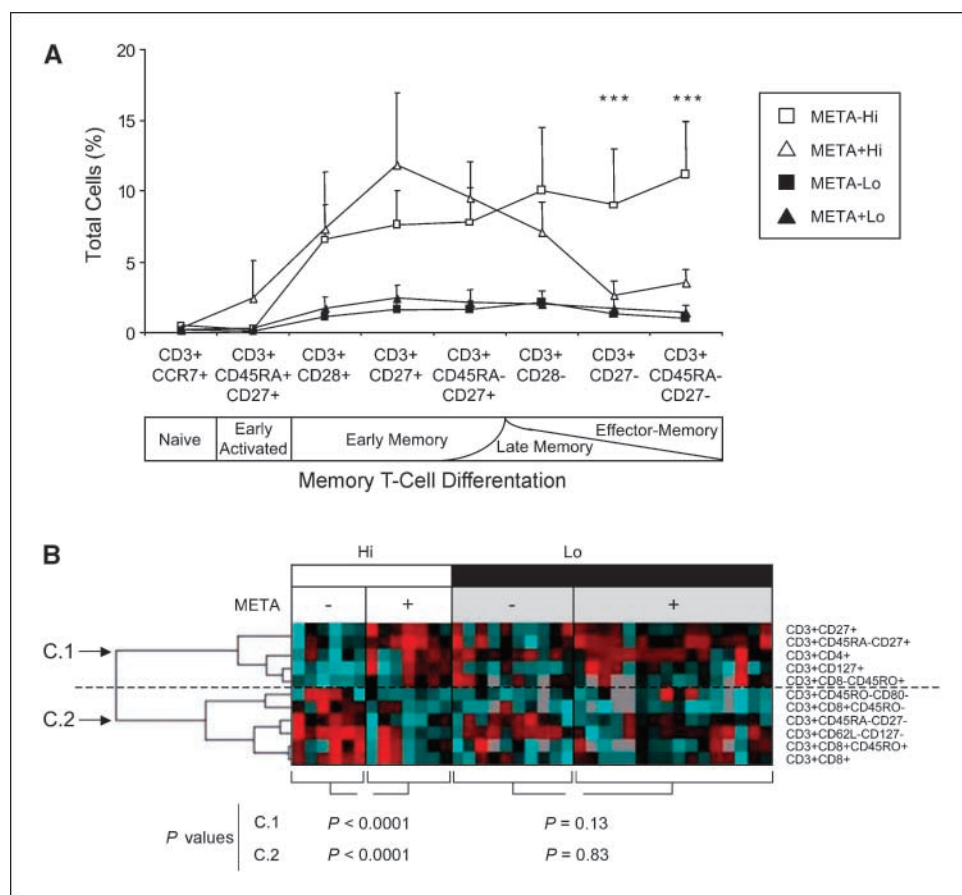 A
20
15
10
5
0
Total Cells (%)
*** ***
META-Hi
META+Hi
META-Lo
META+Lo
CD3+ CD3+ CD3+ CD3+ CD3+ CD3+ CD3+ CD3+
CCR7+ CD45RA+ CD28+ CD27+ CD45RA- CD28- CD27- CD45RA-
CD27+ CD27+ CD27-
Naive Early Activated Early Memory Late Memory Effector-Memory
Memory T-Cell Differentation
B
Hi Lo
META - + - +
C.1
C.2
CD3+CD27+
CD3+CD45RA-CD27+
CD3+CD4+
CD3+CD127+
CD3+CD8-CD45RO+
CD3+CD45RO-CD80-
CD3+CD8+CD45RO-
CD3+CD45RA-CD27-
CD3+CD62L-CD127-
CD3+CD8+CD45RO+
CD3+CD8+
P values
C.1 P < 0.0001 P = 0.13
C.2 P < 0.0001 P = 0.83